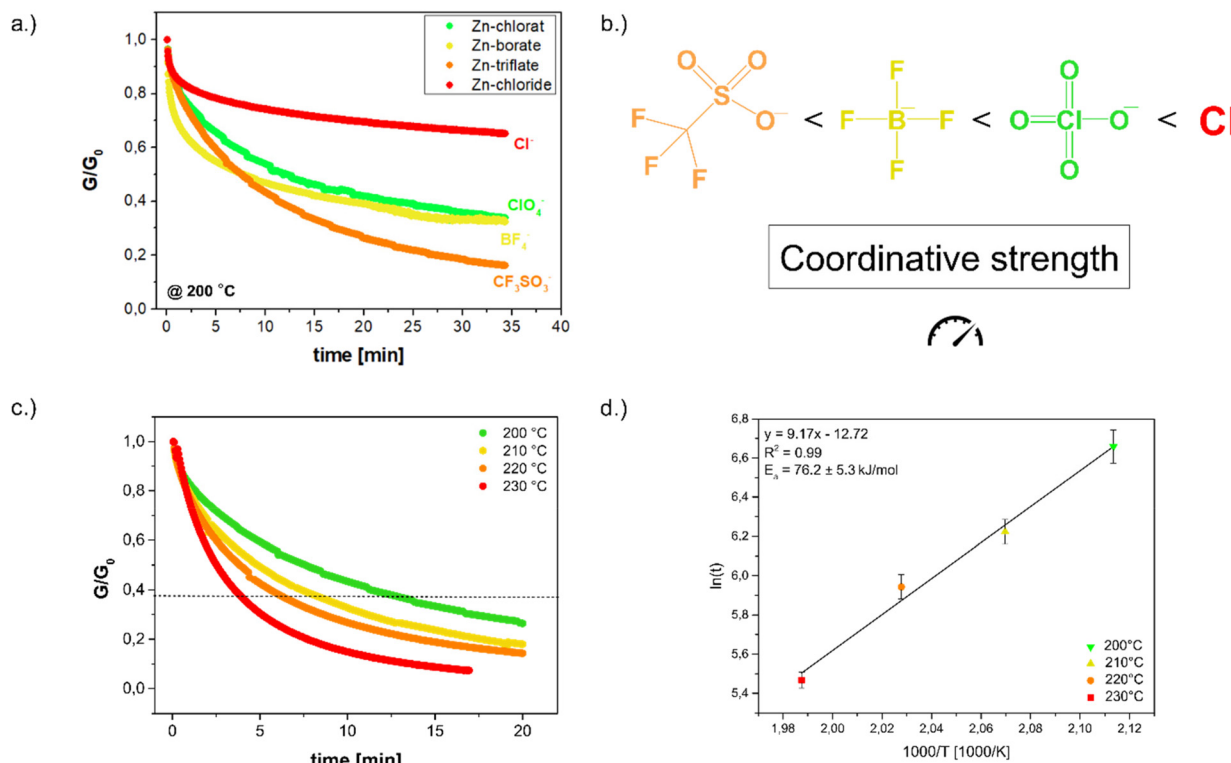 a.)
G/G0
1,0
0,8
0,6
0,4
0,2
0,0
Zn-chlorat
Zn-borate
Zn-triflate
Zn-chloride
Cl⁻
ClO4⁻
BF4⁻
CF3SO3⁻
@ 200 °C
0 5 10 15 20 25 30 35 40
time [min]
b.)
O O
S
O⁻
F
F
F
<
F
F B⁻ F
F
<
O
O Cl O⁻
O
<
Cl
Coordinative strength
c.)
G/G0
1,0
0,8
0,6
0,4
0,2
0,0
200 °C
210 °C
220 °C
230 °C
0 5 10 15 20
time [min]
d.)
ln(t)
6,8
6,6
6,4
6,2
6,0
5,8
5,6
5,4
y = 9.17x - 12.72
R² = 0.99
Ea = 76.2 ± 5.3 kJ/mol
200°C
210°C
220°C
230°C
1,98 2,00 2,02 2,04 2,06 2,08 2,10 2,12
1000/T [1000/K]